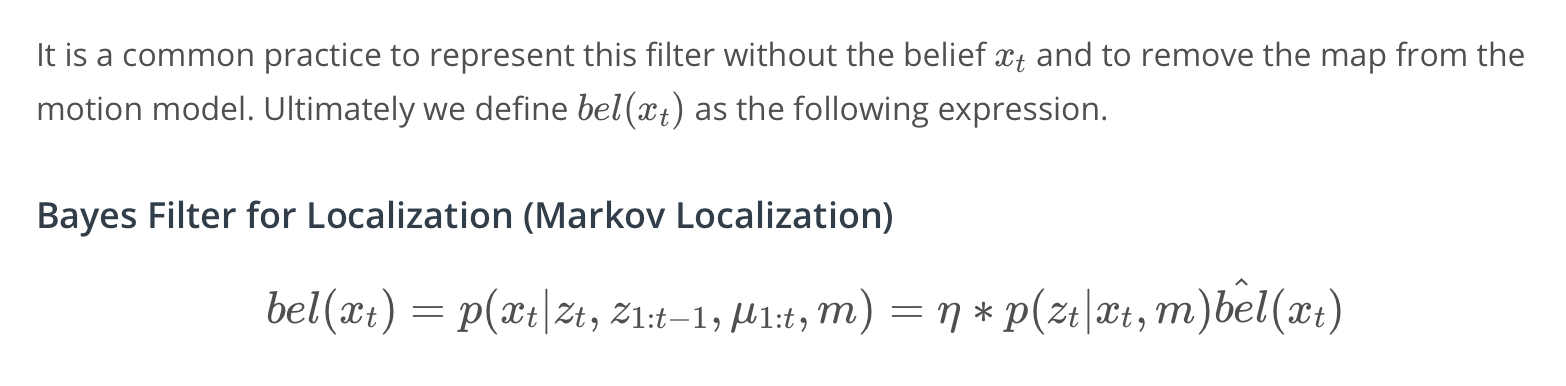 It is a common practice to represent this filter without the belief $x_t$ and to remove the map from the
motion model. Ultimately we define $bel(x_t)$ as the following expression.
Bayes Filter for Localization (Markov Localization)
$bel(x_t) = p(x_t|z_t, z_{1:t-1}, \mu_{1:t}, m) = \eta * p(z_t|x_t, m)\hat{bel}(x_t)$